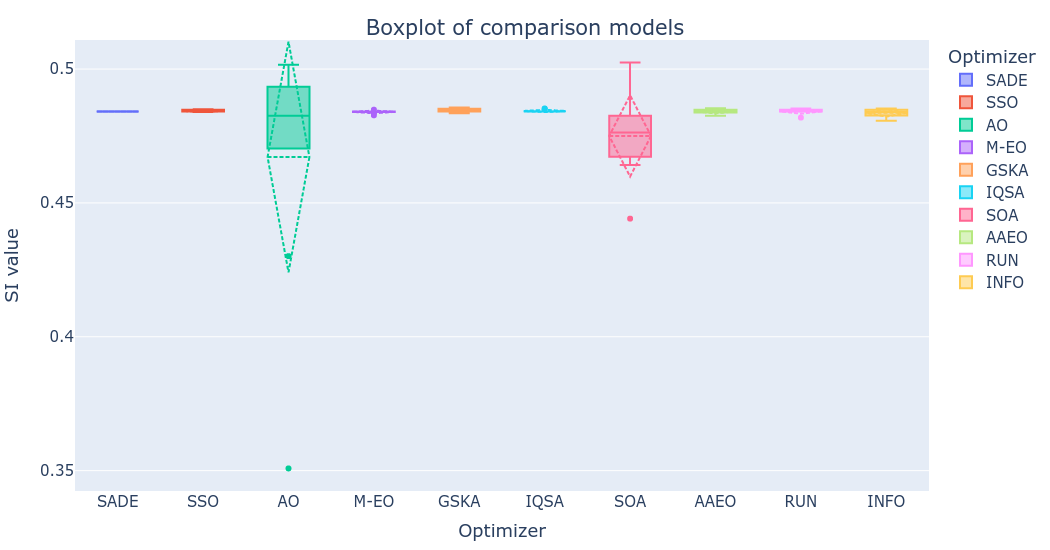 Boxplot of comparison models
SI value
0.5
0.45
0.4
0.35
SADE
SSO
AO
M-EO
GSKA
IQSA
SOA
AAEO
RUN
INFO
Optimizer
Optimizer
SADE
SSO
AO
M-EO
GSKA
IQSA
SOA
AAEO
RUN
INFO